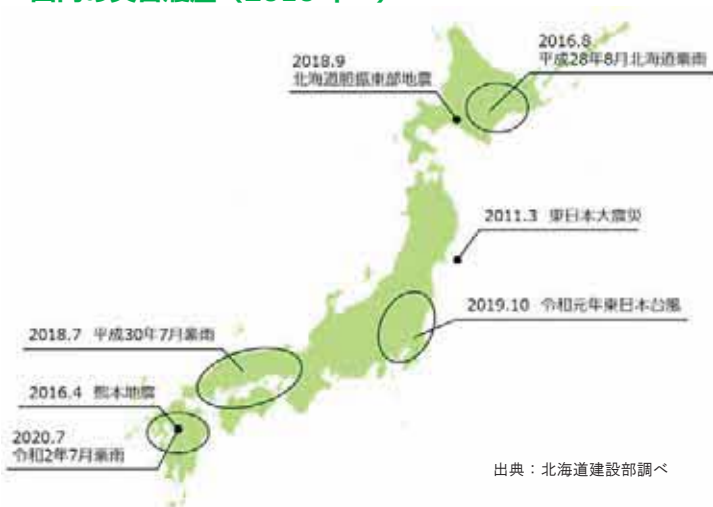 2018.9
北海道胆振東部地震
2016.8
平成28年8月北海道豪雨
2011.3 東日本大震災
2019.10 令和元年東日本台風
2018.7 平成30年7月豪雨
2016.4 熊本地震
2020.7
令和2年7月豪雨
出典：北海道建設部調べ